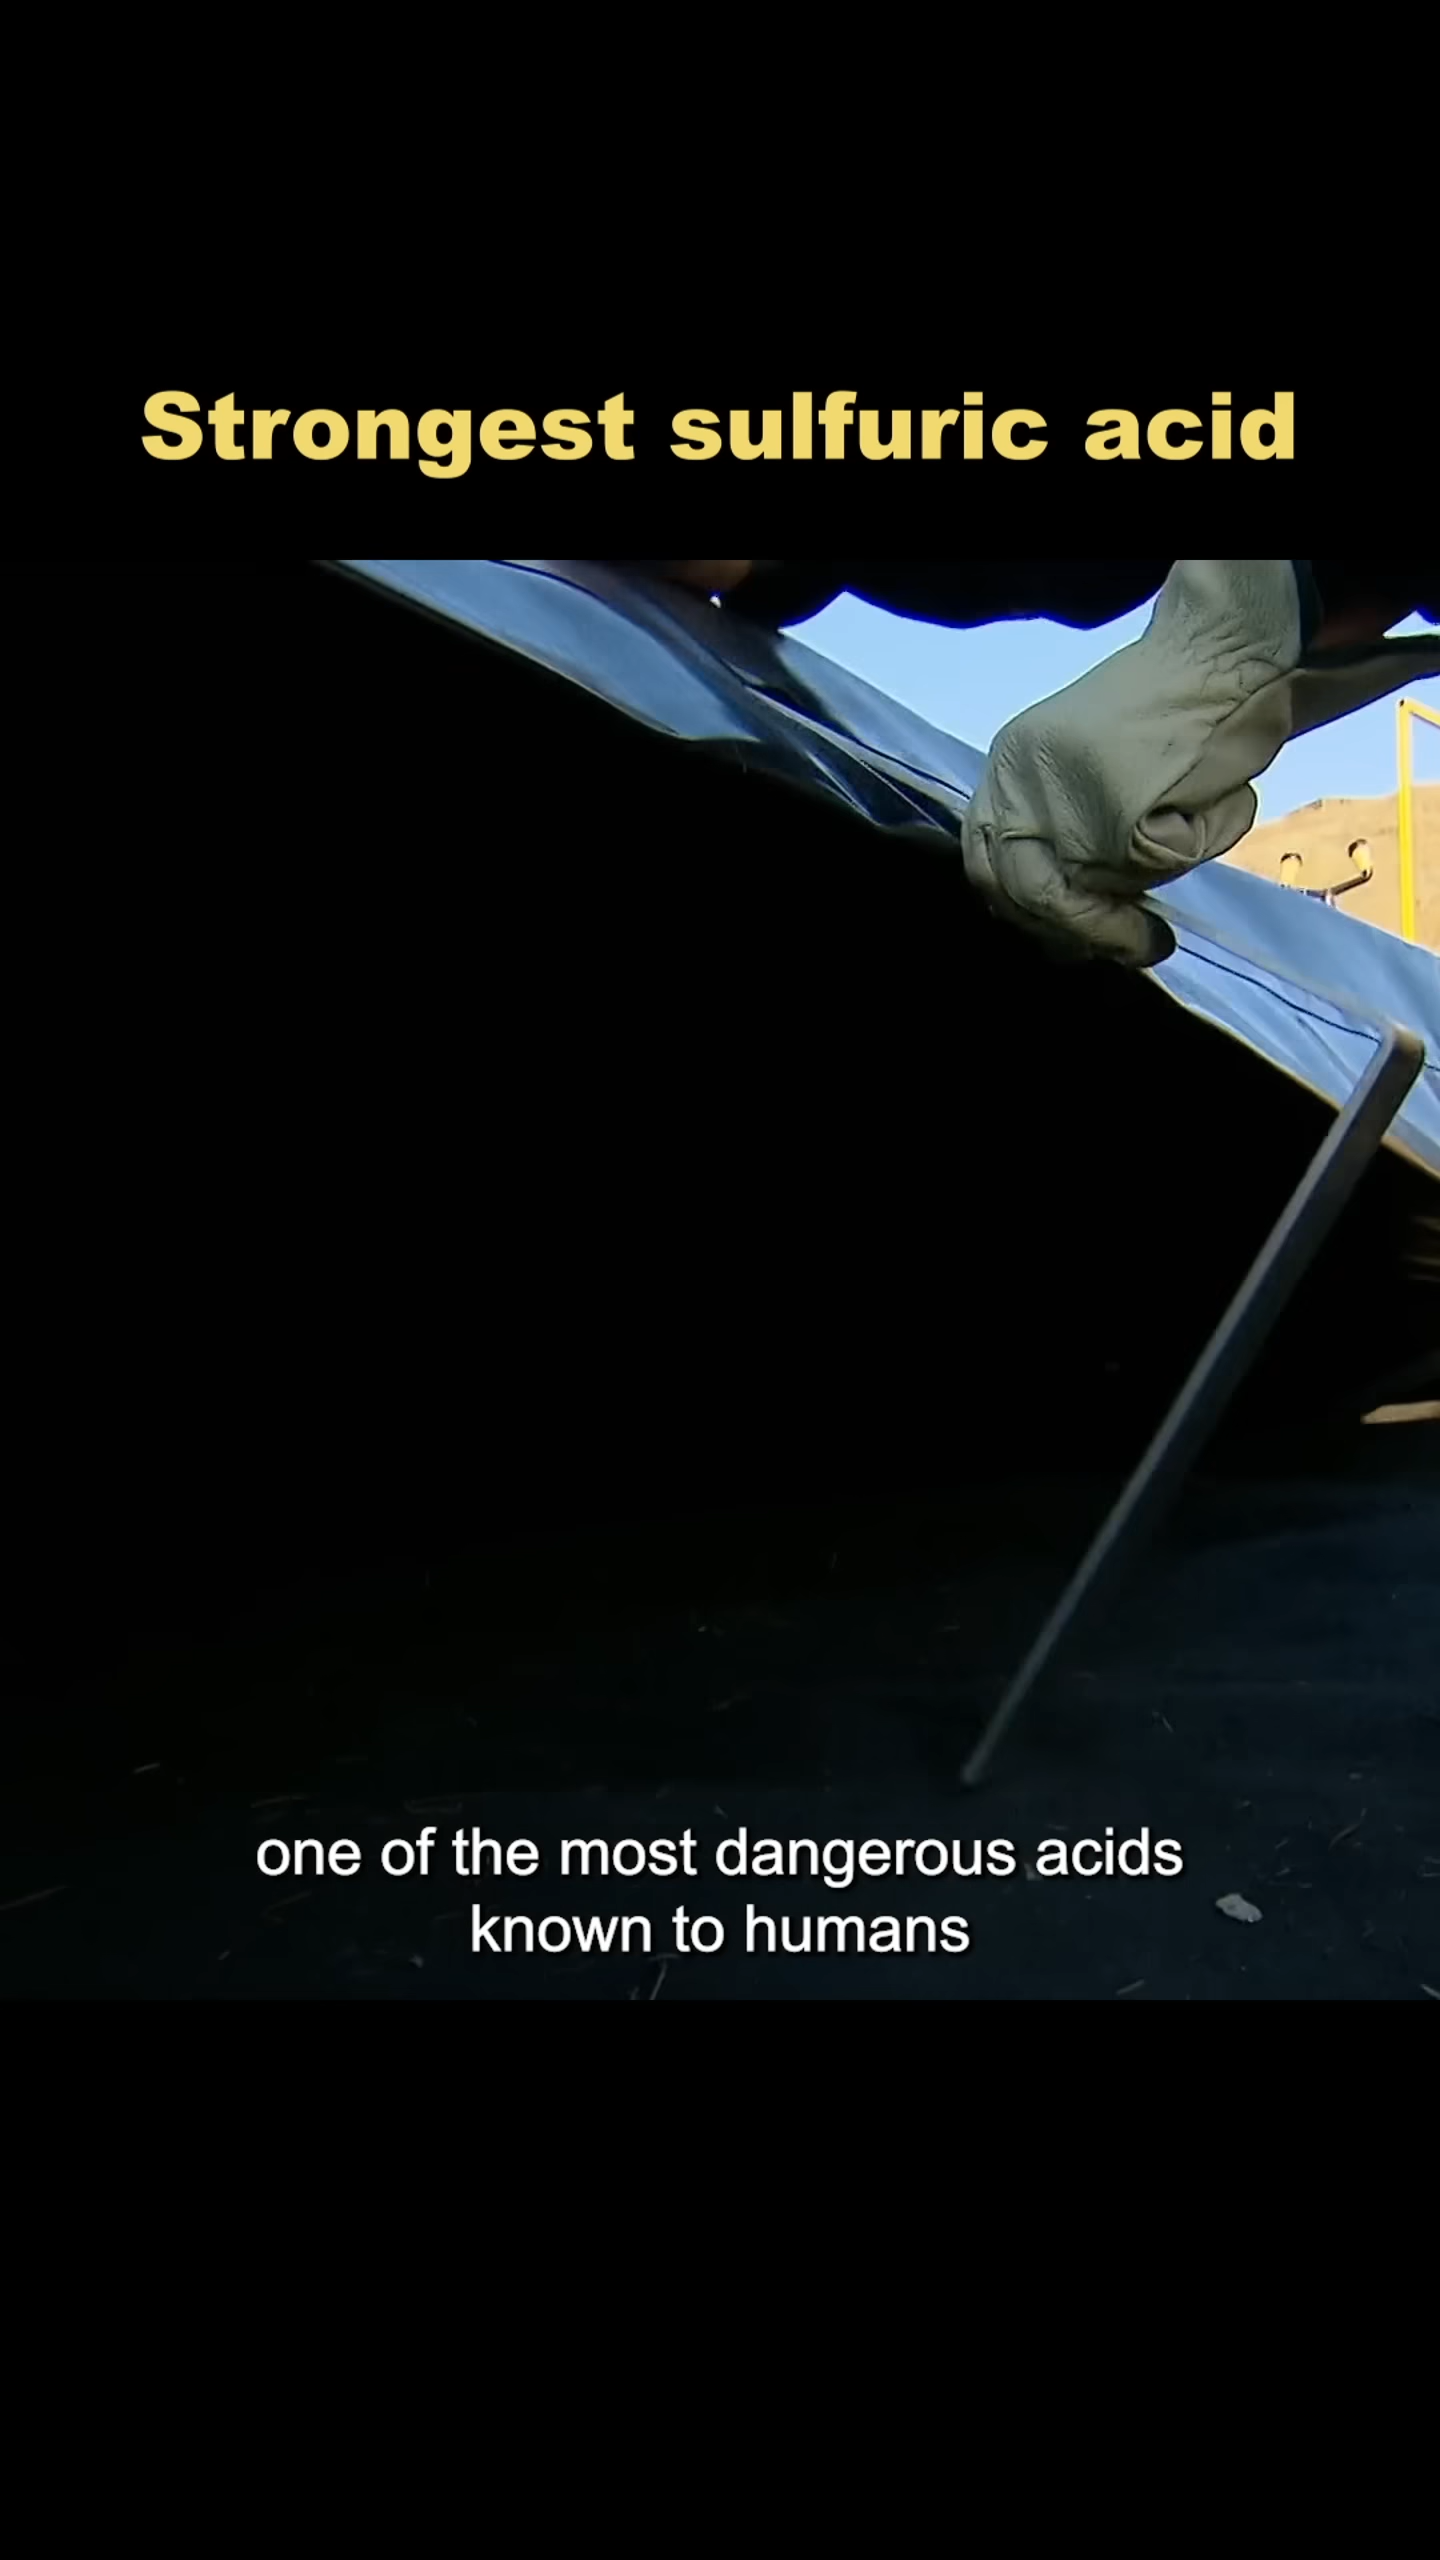 Strongest sulfuric acid
one of the most dangerous acids
known to humans